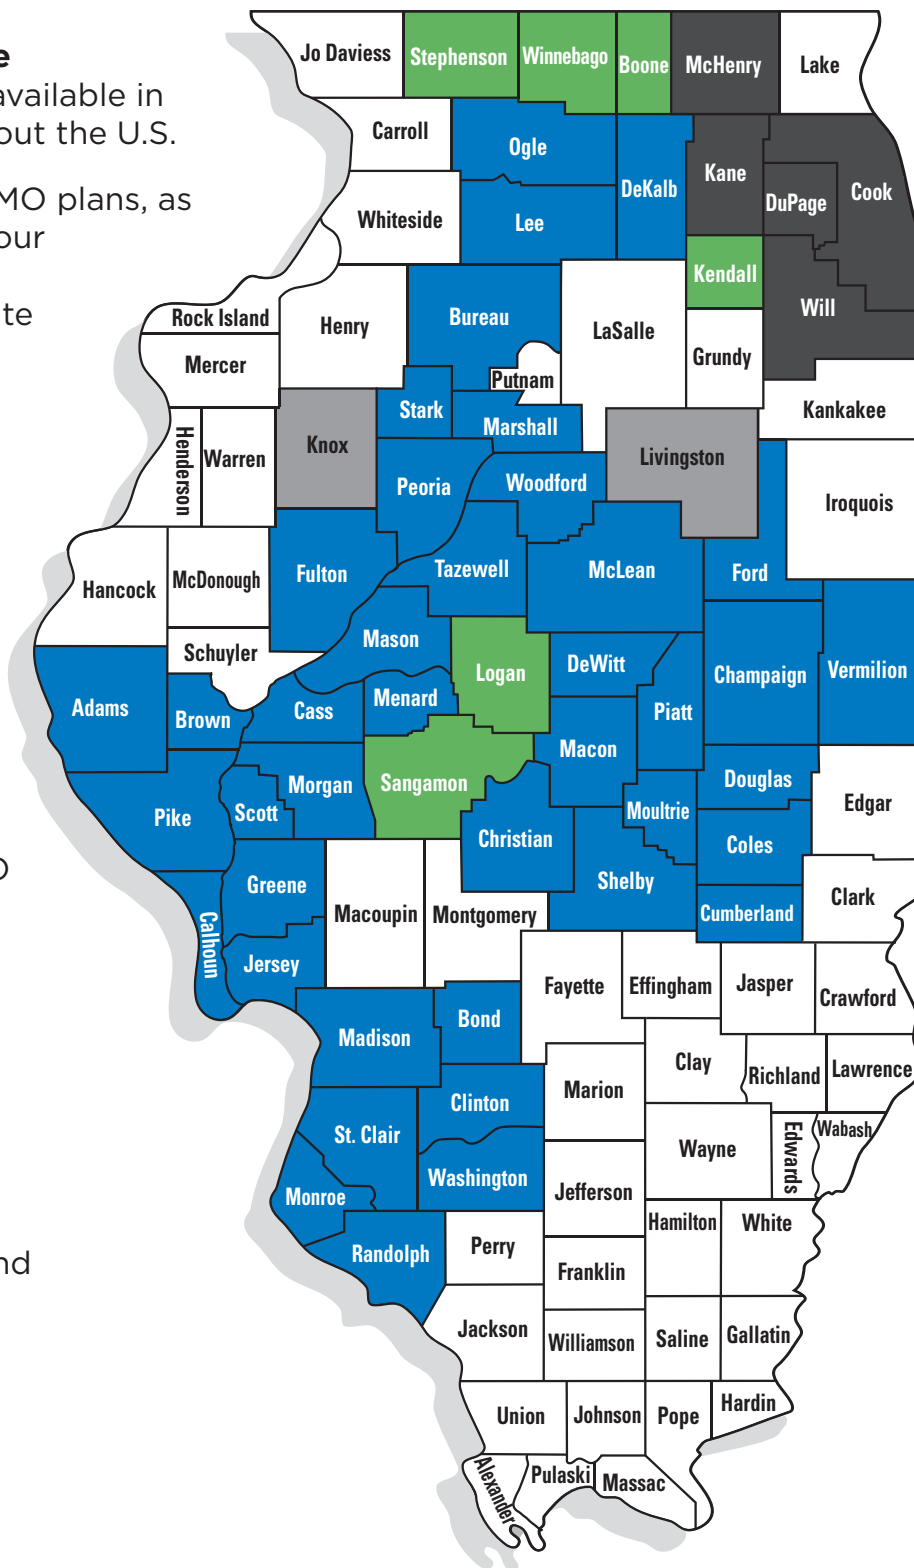 e
available in
out the U.S.
MO plans, as
our
te
O
nd
Jo Daviess
Stephenson
Winnebago
Boone
McHenry
Lake
Carroll
Ogle
DeKalb
Kane
DuPage
Cook
Whiteside
Lee
Kendall
Will
Rock Island
Henry
Bureau
LaSalle
Grundy
Mercer
Putnam
Kankakee
Stark
Marshall
Henderson
Warren
Knox
Peoria
Woodford
Livingston
Iroquois
Hancock
McDonough
Fulton
Tazewell
McLean
Ford
Schuyler
Mason
Logan
DeWitt
Champaign
Vermilion
Adams
Brown
Cass
Menard
Piatt
Macon
Pike
Scott
Morgan
Sangamon
Christian
Moultrie
Douglas
Edgar
Coles
Greene
Shelby
Clark
Calhoun
Macoupin
Montgomery
Cumberland
Jersey
Fayette
Effingham
Jasper
Crawford
Madison
Bond
Clay
Richland
Lawrence
Marion
Clinton
St. Clair
Wayne
Edwards
Wabash
Washington
Monroe
Jefferson
Randolph
Perry
Hamilton
White
Franklin
Jackson
Williamson
Saline
Gallatin
Union
Johnson
Pope
Hardin
Alexander
Pulaski
Massac